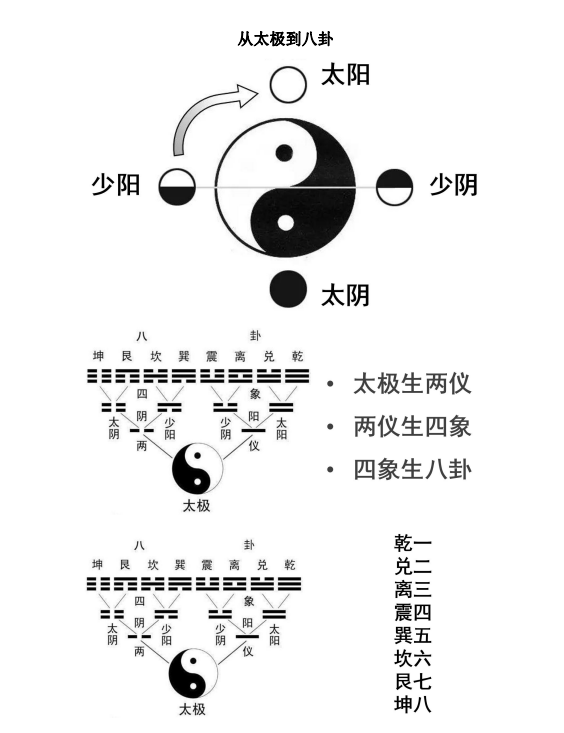 从太极到八卦
太阳
少阳
少阴
太阴
八 卦
坤 艮 坎 巽 震 离 兑 乾
四 象
太阴 阴 少阳 少阴 阳 太阳
两 仪
太极
• 太极生两仪
• 两仪生四象
• 四象生八卦
八 卦
坤 艮 坎 巽 震 离 兑 乾
四 象
太阴 阴 少阳 少阴 阳 太阳
两 仪
太极
乾一
兑二
离三
震四
巽五
坎六
艮七
坤八